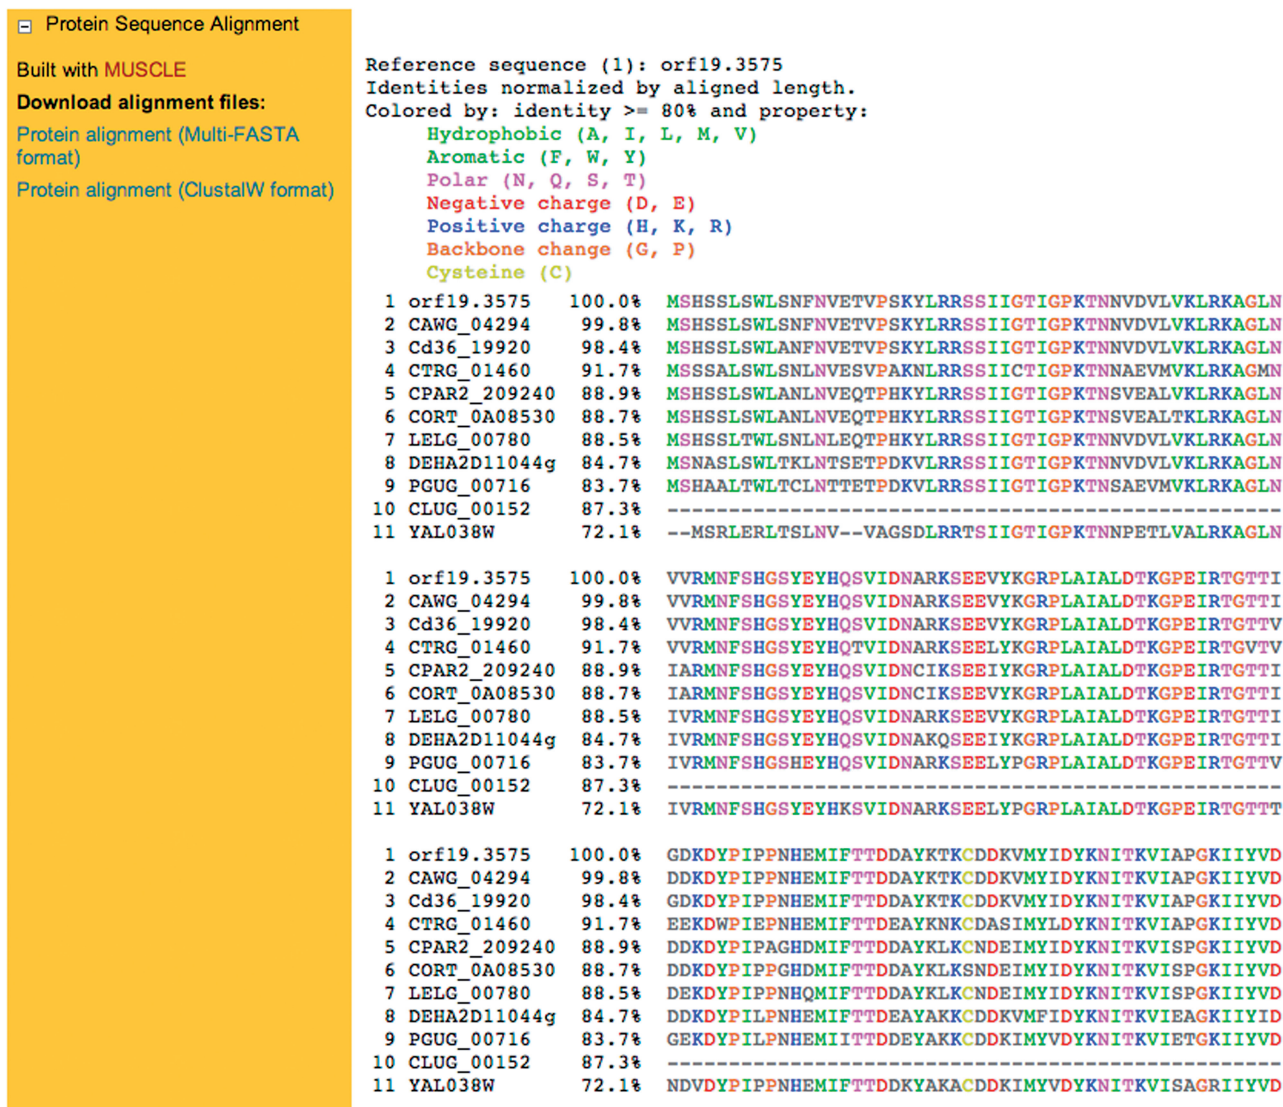 Protein Sequence Alignment
Built with MUSCLE
Download alignment files:
Protein alignment (Multi-FASTA
format)
Protein alignment (ClustalW format)
Reference sequence (1): orf19.3575
Identities normalized by aligned length.
Colored by: identity >= 80% and property:
Hydrophobic (A, I, L, M, V)
Aromatic (F, W, Y)
Polar (N, Q, S, T)
Negative charge (D, E)
Positive charge (H, K, R)
Backbone change (G, P)
Cysteine (C)
1 orf19.3575 100.0% MSHSSLSWLSNFNVETVPSKYLRRSSIIGTIGPKTNNVDVLVKLRKAGLN
2 CAWG_04294 99.8% MSHSSLSWLSNFNVETVPSKYLRRSSIIGTIGPKTNNVDVLVKLRKAGLN
3 Cd36_19920 98.4% MSHSSLSWLANFNVETVPSKYLRRSSIIGTIGPKTNNVDVLVKLRKAGLN
4 CTRG_01460 91.7% MSSSALSWLSNLNVESVPAKNLRRSSIICTIGPKTNNAEVMVKLRKAGMN
5 CPAR2_209240 88.9% MSHSSLSWLANLNVEQTPHKYLRRSSIIGTIGPKTNSVEALVKLRKAGLN
6 CORT_0A08530 88.7% MSHSSLSWLANLNVEQTPHKYLRRSSIIGTIGPKTNSVEALTKLRKAGLN
7 LELG_00780 88.5% MSHSSLTWLSNLNLEQTPHKYLRRSSIIGTIGPKTNNVDVLVKLRKAGLN
8 DEHA2D11044g 84.7% MSNASLSWLTKLNTSETPDKVLRRSSIIGTIGPKTNNVDVLVKLRKAGLN
9 PGUG_00716 83.7% MSHAALTWLTCLNTTETPDKVLRRSSIIGTIGPKTNSAEVMVKLRKAGLN
10 CLUG_00152 87.3% --------------------------------------------------
11 YAL038W 72.1% --MSRLERLTSLNV--VAGSDLRRTSIIGTIGPKTNNPETLVALRKAGLN
1 orf19.3575 100.0% VVRMNFSHGSYEYHQSVIDNARKSEEVYKGRPLAIALDTKGPEIRTGTTI
2 CAWG_04294 99.8% VVRMNFSHGSYEYHQSVIDNARKSEEVYKGRPLAIALDTKGPEIRTGTTI
3 Cd36_19920 98.4% VVRMNFSHGSYEYHQSVIDNARKSEEVYKGRPLAIALDTKGPEIRTGTTV
4 CTRG_01460 91.7% VVRMNFSHGSYEYHQTVIDNARKSEELYKGRPLAIALDTKGPEIRTGVTV
5 CPAR2_209240 88.9% IARMNFSHGSYEYHQSVIDNCIKSEEIYKGRPLAIALDTKGPEIRTGTTI
6 CORT_0A08530 88.7% IARMNFSHGSYEYHQSVIDNCIKSEEVYKGRPLAIALDTKGPEIRTGTTI
7 LELG_00780 88.5% IVRMNFSHGSYEYHQSVIDNARKSEEVYKGRPLAIALDTKGPEIRTGTTI
8 DEHA2D11044g 84.7% IVRMNFSHGSYEYHQSVIDNAKQSEEIYKGRPLAIALDTKGPEIRTGTTI
9 PGUG_00716 83.7% IVRMNFSHGSHEYHQSVIDNARKSEELYPGRPLAIALDTKGPEIRTGTTV
10 CLUG_00152 87.3% --------------------------------------------------
11 YAL038W 72.1% IVRMNFSHGSYEYHKSVIDNARKSEELYPGRPLAIALDTKGPEIRTGTTT
1 orf19.3575 100.0% GDKDYPIPPNHEMIFTTDDAYKTKCDDKVMYIDYKNITKVIAPGKIIYVD
2 CAWG_04294 99.8% DDKDYPIPPNHEMIFTTDDAYKTKCDDKVMYIDYKNITKVIAPGKIIYVD
3 Cd36_19920 98.4% GDKDYPIPPNHEMIFTTDDAYKTKCDDKVMYIDYKNITKVIAPGKIIYVD
4 CTRG_01460 91.7% EEKDWPIEPNHEMIFTTDEAYKNKCDASIMYLDYKNITKVIAPGKIIYVD
5 CPAR2_209240 88.9% DDKDYPIPAGHDMIFTTDDAYKLKCNDEIMYIDYKNITKVISPGKIIYVD
6 CORT_0A08530 88.7% DDKDYPIPPGHDMIFTTDDAYKLKSNDEIMYIDYKNITKVISPGKIIYVD
7 LELG_00780 88.5% DEKDYPIPPNHQMIFTTDDAYKLKCNDEIMYIDYKNITKVISPGKIIYVD
8 DEHA2D11044g 84.7% DDKDYPILPNHEMIFTTDEAYAKKCDDKVMFIDYKNITKVIEAGKIIYID
9 PGUG_00716 83.7% GEKDYPILPNHEMIITTDDAYAKKCDDKIMYVDYKNITKVIETGKIIYVD
10 CLUG_00152 87.3% --------------------------------------------------
11 YAL038W 72.1% NDVDYPIPPNHEMIFTTDDKYAKACDDKIMYVDYKNITKVISAGRIIYVD